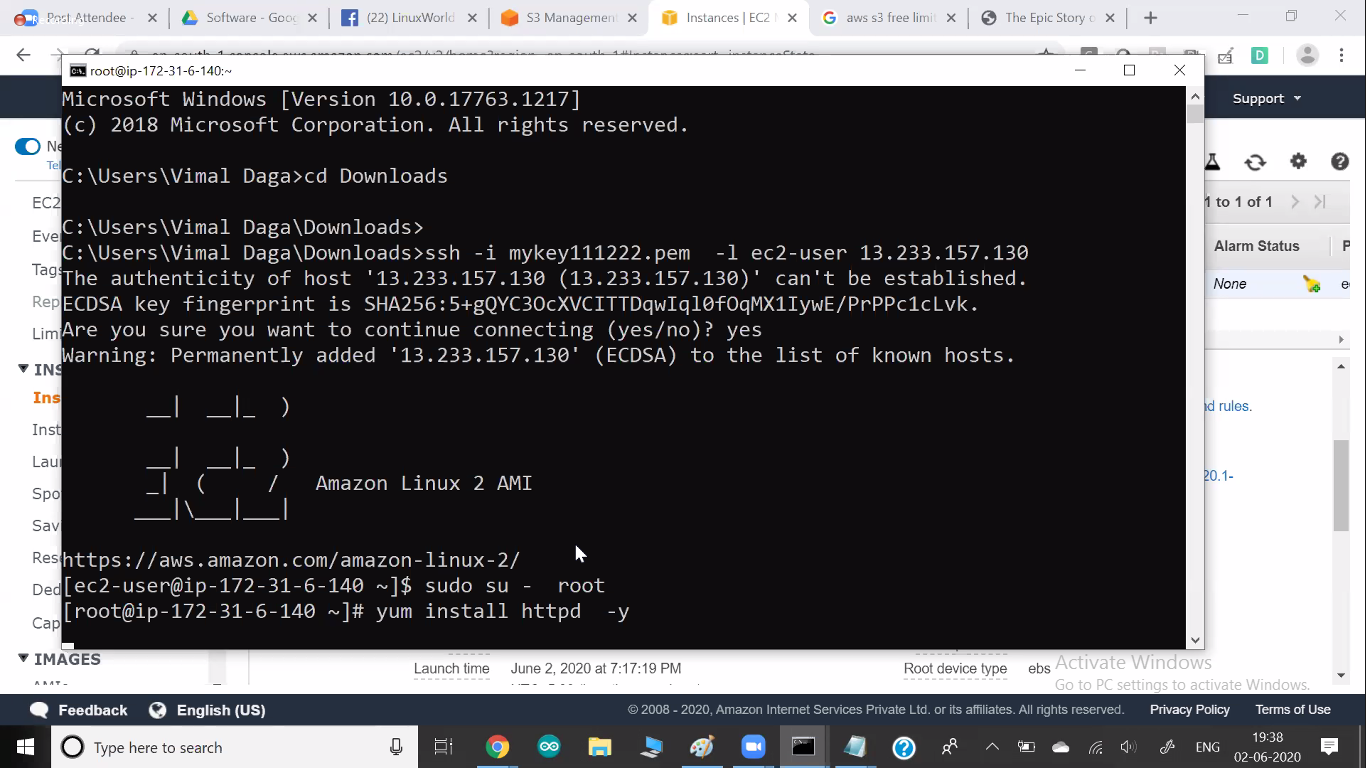 Post Attendee -
Software - Goog
(22) LinuxWorld
S3 Management
Instances | EC2 M
aws s3 free limit
The Epic Story o
root@ip-172-31-6-140:~
Support
Microsoft Windows [Version 10.0.17763.1217]
(c) 2018 Microsoft Corporation. All rights reserved.
C:\Users\Vimal Daga>cd Downloads
C:\Users\Vimal Daga\Downloads>
C:\Users\Vimal Daga\Downloads>ssh -i mykey111222.pem  -l ec2-user 13.233.157.130
The authenticity of host '13.233.157.130 (13.233.157.130)' can't be established.
ECDSA key fingerprint is SHA256:5+gQYC3OcXVCITTDqwIql0fOqMX1IywE/PrPPc1cLvk.
Are you sure you want to continue connecting (yes/no)? yes
Warning: Permanently added '13.233.157.130' (ECDSA) to the list of known hosts.
__|  __|_  )
__|  __|_  )
_|  (     /   Amazon Linux 2 AMI
___|\___|___|
https://aws.amazon.com/amazon-linux-2/
[ec2-user@ip-172-31-6-140 ~]$ sudo su -  root
[root@ip-172-31-6-140 ~]# yum install httpd  -y
Ne
Tel
EC2
Eve
Tags
Rep
Limi
INS
Ins
Inst
Lau
Spo
Sav
Res
Ded
Cap
IMAGES
1 to 1 of 1
Alarm Status
None
nd rules.
20.1-
Launch time
June 2, 2020 at 7:17:19 PM
Root device type
ebs
Activate Windows
Go to PC settings to activate Windows.
Feedback
English (US)
© 2008 - 2020, Amazon Internet Services Private Ltd. or its affiliates. All rights reserved.
Privacy Policy
Terms of Use
Type here to search
ENG
19:38
02-06-2020